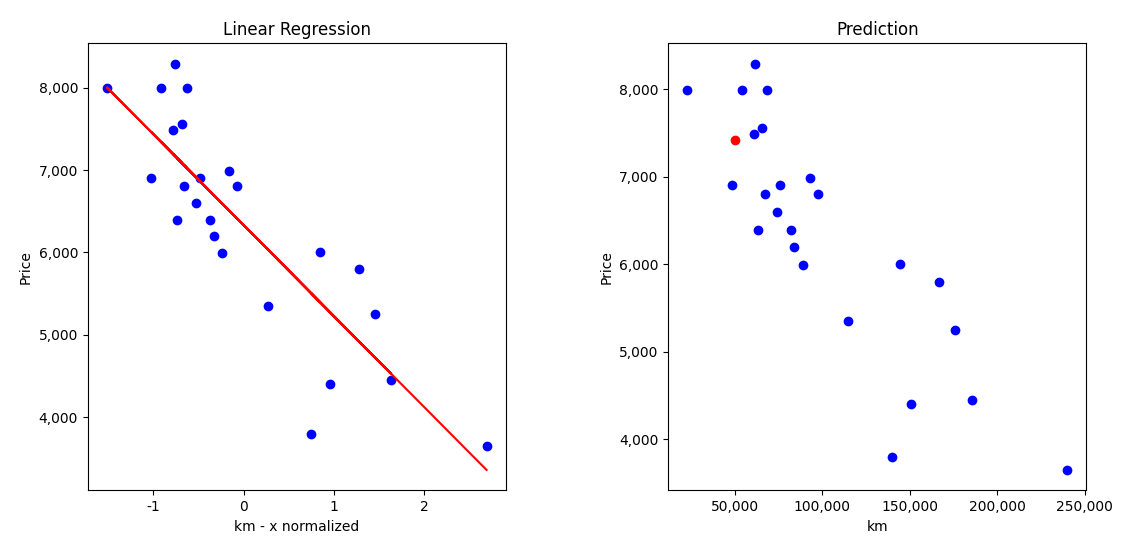 Linear Regression
Price
8,000
7,000
6,000
5,000
4,000
-1 0 1 2
km - x normalized
Prediction
Price
8,000
7,000
6,000
5,000
4,000
50,000 100,000 150,000 200,000 250,000
km